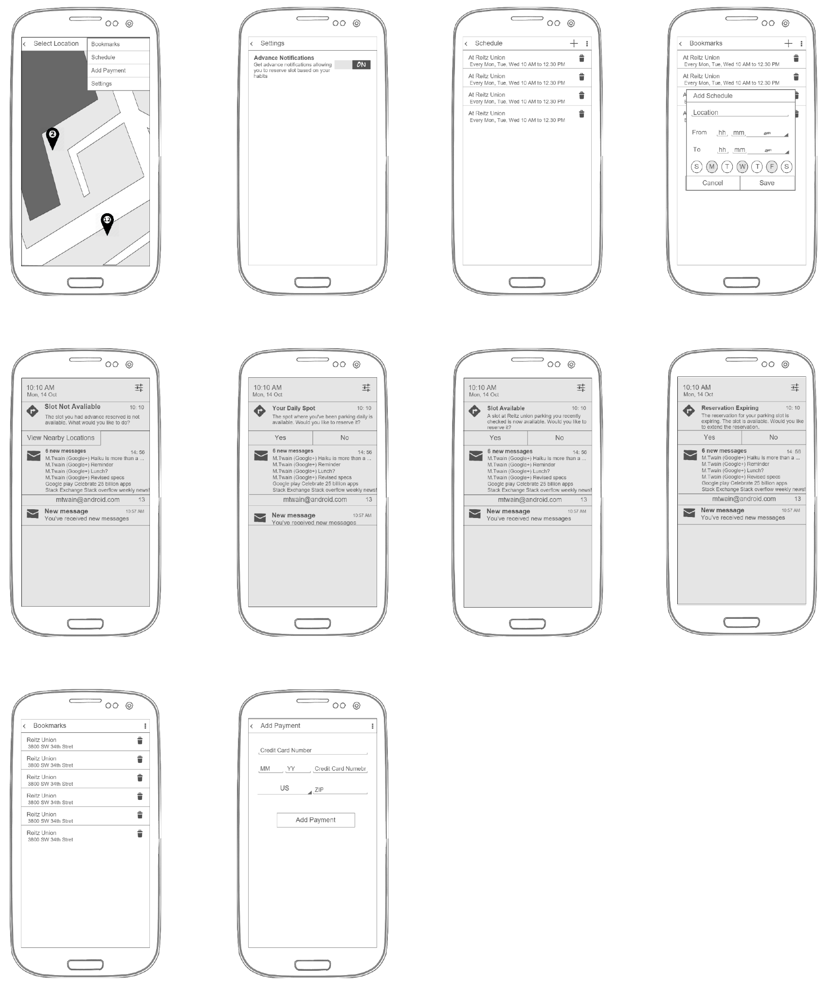 Select Location
Bookmarks
Schedule
Add Payment
Settings
2
12
Settings
Advance Notifications
Get advance notifications allowing
you to reserve slot based on your
habits
ON
Schedule
At Reitz Union
Every Mon, Tue, Wed 10 AM to 12.30 PM
At Reitz Union
Every Mon, Tue, Wed 10 AM to 12.30 PM
At Reitz Union
Every Mon, Tue, Wed 10 AM to 12.30 PM
At Reitz Union
Every Mon, Tue, Wed 10 AM to 12.30 PM
Bookmarks
At Reitz Union
Every Mon, Tue, Wed 10 AM to 12.30 PM
At Reitz Union
Every Mon, Tue, Wed 10 AM to 12.30 PM
A
E
A
E
Add Schedule
Location
From hh mm am
To hh mm am
S M T W T F S
Cancel Save
10:10 AM
Mon, 14 Oct
Slot Not Avaliable 10: 10
The slot you had advance reserved is not
available. What would you like to do?
View Nearby Locations
6 new messages 14: 56
M.Twain (Google+) Haiku is more than a ...
M.Twain (Google+) Reminder
M.Twain (Google+) Lunch?
M.Twain (Google+) Revised specs
Google play Celebrate 25 billion apps
Stack Exchange Stack overflow weekly news!
mtwain@android.com 13
New message 10:57 AM
You've received new messages
10:10 AM
Mon, 14 Oct
Your Daily Spot 10: 10
The spot where you've been parking daily is
available. Would you like to reserve it?
Yes No
6 new messages 14: 56
M.Twain (Google+) Haiku is more than a ...
M.Twain (Google+) Reminder
M.Twain (Google+) Lunch?
M.Twain (Google+) Revised specs
Google play Celebrate 25 billion apps
Stack Exchange Stack overflow weekly news!
mtwain@android.com 13
New message 10:57 AM
You've received new messages
10:10 AM
Mon, 14 Oct
Slot Available 10: 10
A slot at Reitz union parking you recently
checked is now available. Would you like to
reserve it?
Yes No
6 new messages 14: 56
M.Twain (Google+) Haiku is more than a ...
M.Twain (Google+) Reminder
M.Twain (Google+) Lunch?
M.Twain (Google+) Revised specs
Google play Celebrate 25 billion apps
Stack Exchange Stack overflow weekly news!
mtwain@android.com 13
New message 10:57 AM
You've received new messages
10:10 AM
Mon, 14 Oct
Reservation Expiring 10: 10
The reservation for your parking slot is
expiring. The slot is available. Would you like
to extend the reservation.
Yes No
6 new messages 14: 56
M.Twain (Google+) Haiku is more than a ...
M.Twain (Google+) Reminder
M.Twain (Google+) Lunch?
M.Twain (Google+) Revised specs
Google play Celebrate 25 billion apps
Stack Exchange Stack overflow weekly news!
mtwain@android.com 13
New message 10:57 AM
You've received new messages
Bookmarks
Reitz Union
3800 SW 34th Stret
Reitz Union
3800 SW 34th Stret
Reitz Union
3800 SW 34th Stret
Reitz Union
3800 SW 34th Stret
Reitz Union
3800 SW 34th Stret
Reitz Union
3800 SW 34th Stret
Add Payment
Credit Card Number
MM YY Credit Card Numebr
US ZIP
Add Payment